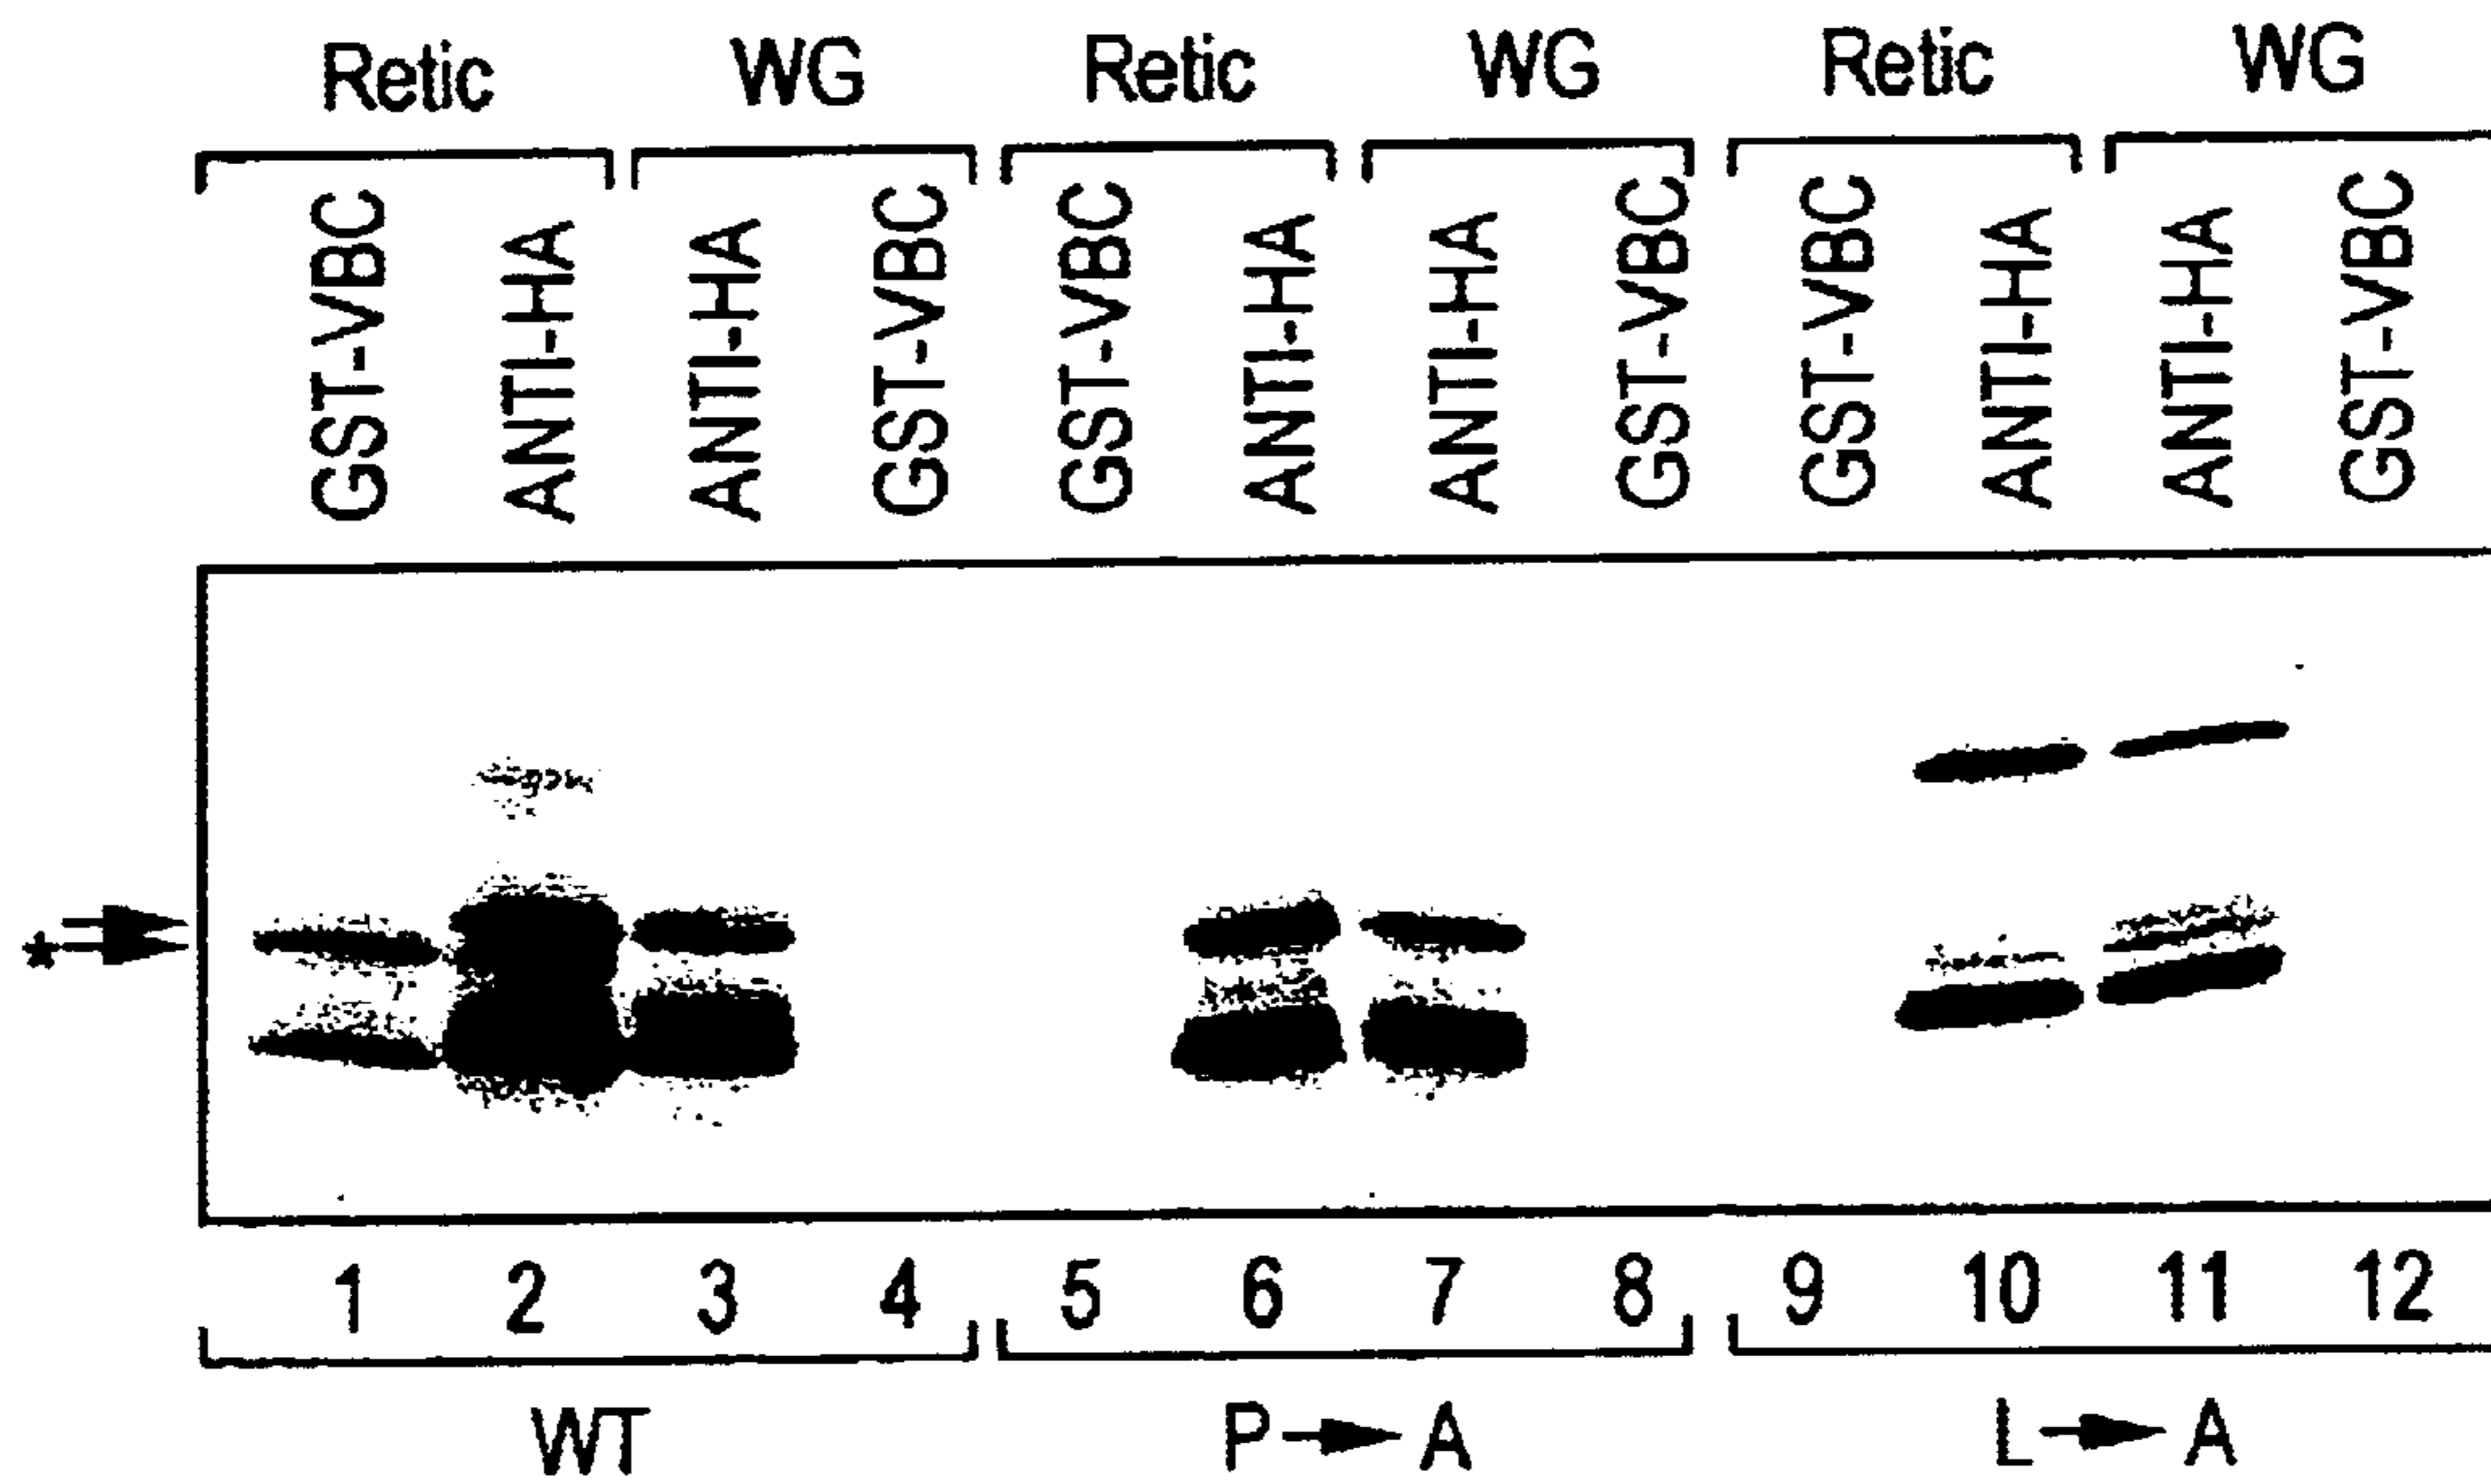 Retic WG Retic WG Retic WG
GST-VBC ANTI-HA ANTI-HA GST-VBC GST-VBC ANTI-HA ANTI-HA GST-VBC GST-VBC ANTI-HA ANTI-HA GST-VBC
*
1 2 3 4 5 6 7 8 9 10 11 12
WT P→A L→A